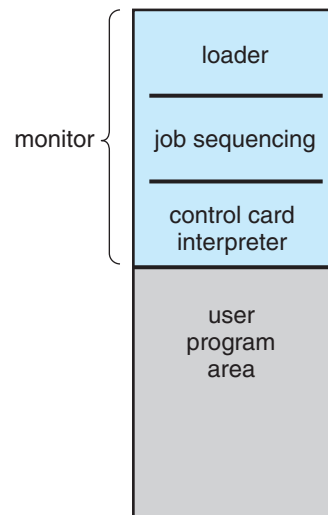 loader
monitor
job sequencing
control card
interpreter
user
program
area